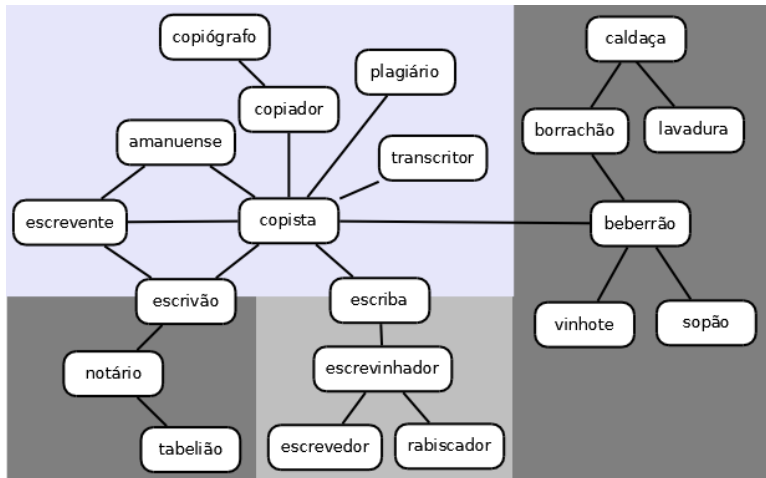 copiógrafo
caldaça
plagiário
copiador
borrachão
lavadura
amanuense
transcritor
escrevente
copista
beberrão
escrivão
escriba
vinhote
sopão
notário
escrevinhador
tabelião
escrevedor
rabiscador